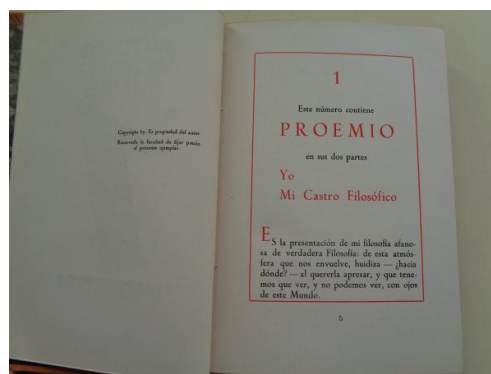 Copyright by. Es propiedad del autor
Reservada la facultad de fijar precio
al presente ejemplar.
1
Este número contiene
PROEMIO
en sus dos partes
Yo
Mi Castro Filosófico
ES la presentación de mi filosofía afano-
sa de verdadera Filosofía: de esta atmós-
fera que nos envuelve, huidiza — ¿hacia
dónde? — al quererla apresar, y que tene-
mos que ver, y no podemos ver, con ojos
de este Mundo.
5